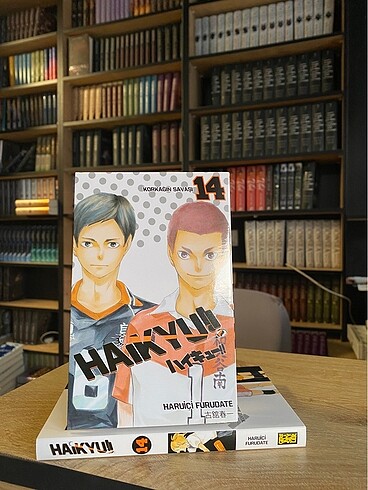 KORKAĞIN SAVAŞI
14
HAiKYU!!
ハイキュー!!
HARUİÇİ FURUDATE
古舘春一
HAiKYU!!
14
HARUİÇİ
FURUDATE